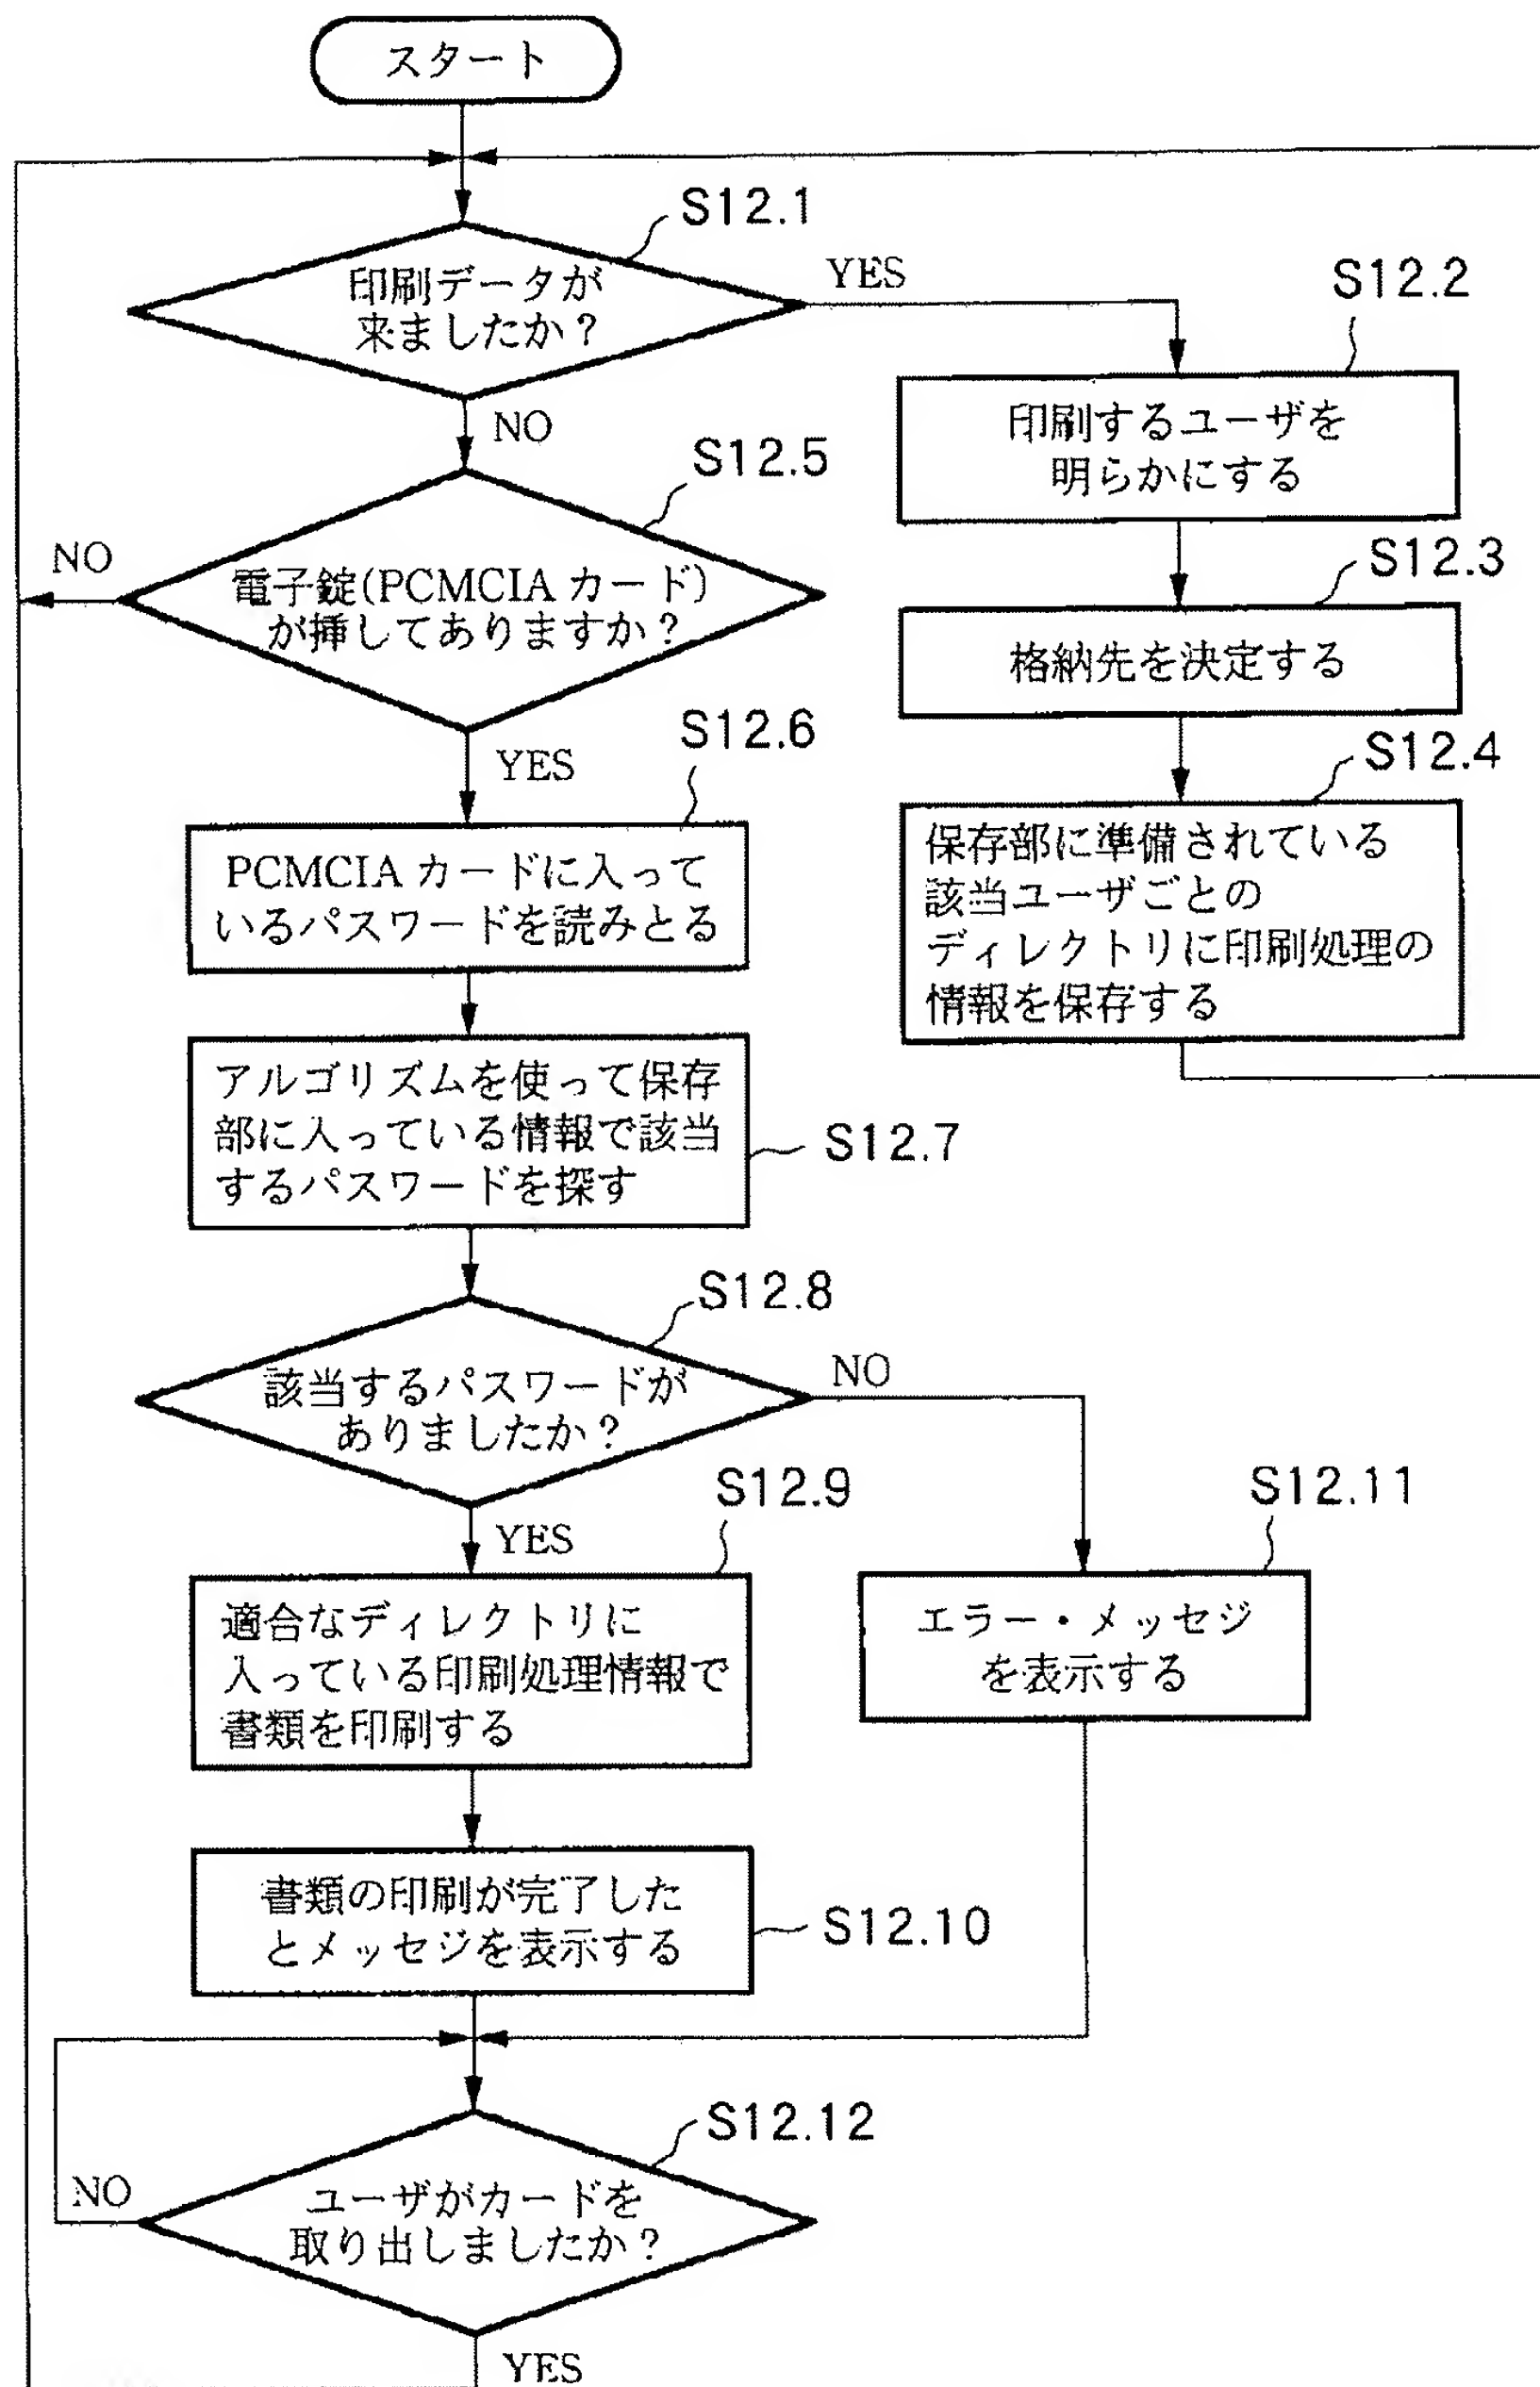 スタート
S12.1
印刷データが
来ましたか？
YES
NO
S12.2
印刷するユーザを
明らかにする
S12.3
格納先を決定する
S12.4
保存部に準備されている
該当ユーザごとの
ディレクトリに印刷処理の
情報を保存する
S12.5
電子錠(PCMCIA カード)
が挿してありますか？
NO
YES
S12.6
PCMCIA カードに入って
いるパスワードを読みとる
アルゴリズムを使って保存
部に入っている情報で該当
するパスワードを探す
S12.7
S12.8
該当するパスワードが
ありましたか？
NO
YES
S12.9
適合なディレクトリに
入っている印刷処理情報で
書類を印刷する
S12.11
エラー・メッセジ
を表示する
書類の印刷が完了した
とメッセジを表示する
S12.10
S12.12
ユーザがカードを
取り出しましたか？
NO
YES